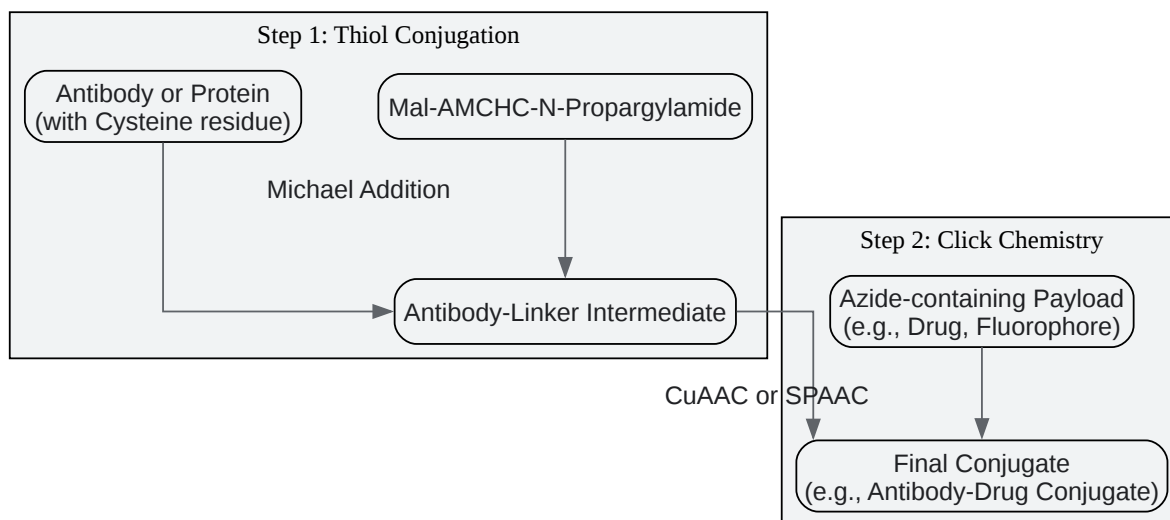 Step 1: Thiol Conjugation
Antibody or Protein
(with Cysteine residue)
Mal-AMCHC-N-Propargylamide
Michael Addition
Antibody-Linker Intermediate
Step 2: Click Chemistry
Azide-containing Payload
(e.g., Drug, Fluorophore)
CuAAC or SPAAC
Final Conjugate
(e.g., Antibody-Drug Conjugate)